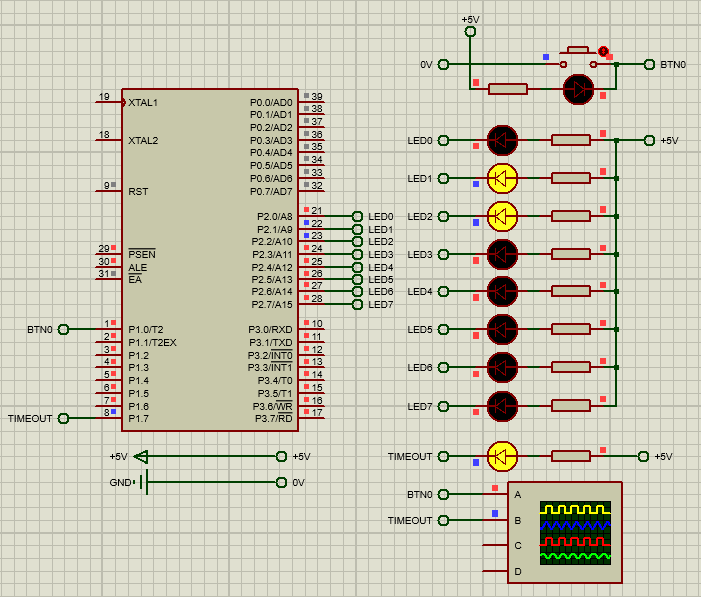 +5V
0V
BTN0
19 XTAL1 P0.0/AD0 39
P0.1/AD1 38
P0.2/AD2 37
18 XTAL2 P0.3/AD3 36
P0.4/AD4 35
P0.5/AD5 34
P0.6/AD6 33
9 RST P0.7/AD7 32
P2.0/A8 21 LED0
P2.1/A9 22 LED1
P2.2/A10 23 LED2
29 PSEN P2.3/A11 24 LED3
30 ALE P2.4/A12 25 LED4
31 EA P2.5/A13 26 LED5
P2.6/A14 27 LED6
P2.7/A15 28 LED7
BTN0 1 P1.0/T2 P3.0/RXD 10
2 P1.1/T2EX P3.1/TXD 11
3 P1.2 P3.2/INT0 12
4 P1.3 P3.3/INT1 13
5 P1.4 P3.4/T0 14
6 P1.5 P3.5/T1 15
7 P1.6 P3.6/WR 16
TIMEOUT 8 P1.7 P3.7/RD 17
+5V +5V
GND 0V
LED0 +5V
LED1
LED2
LED3
LED4
LED5
LED6
LED7
TIMEOUT +5V
BTN0 A
TIMEOUT B
C
D